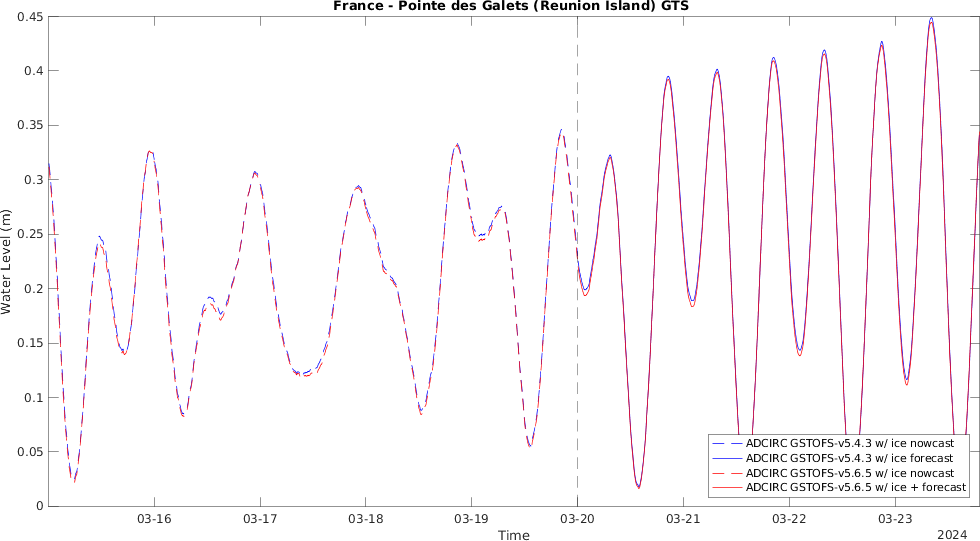 France - Pointe des Galets (Reunion Island) GTS
0.45
0.4
0.35
0.3
0.25
0.2
0.15
0.1
0.05
0
Water Level (m)
ADCIRC GSTOFS-v5.4.3 w/ ice nowcast
ADCIRC GSTOFS-v5.4.3 w/ ice forecast
ADCIRC GSTOFS-v5.6.5 w/ ice nowcast
ADCIRC GSTOFS-v5.6.5 w/ ice + forecast
03-16 03-17 03-18 03-19 03-20 03-21 03-22 03-23
Time
2024